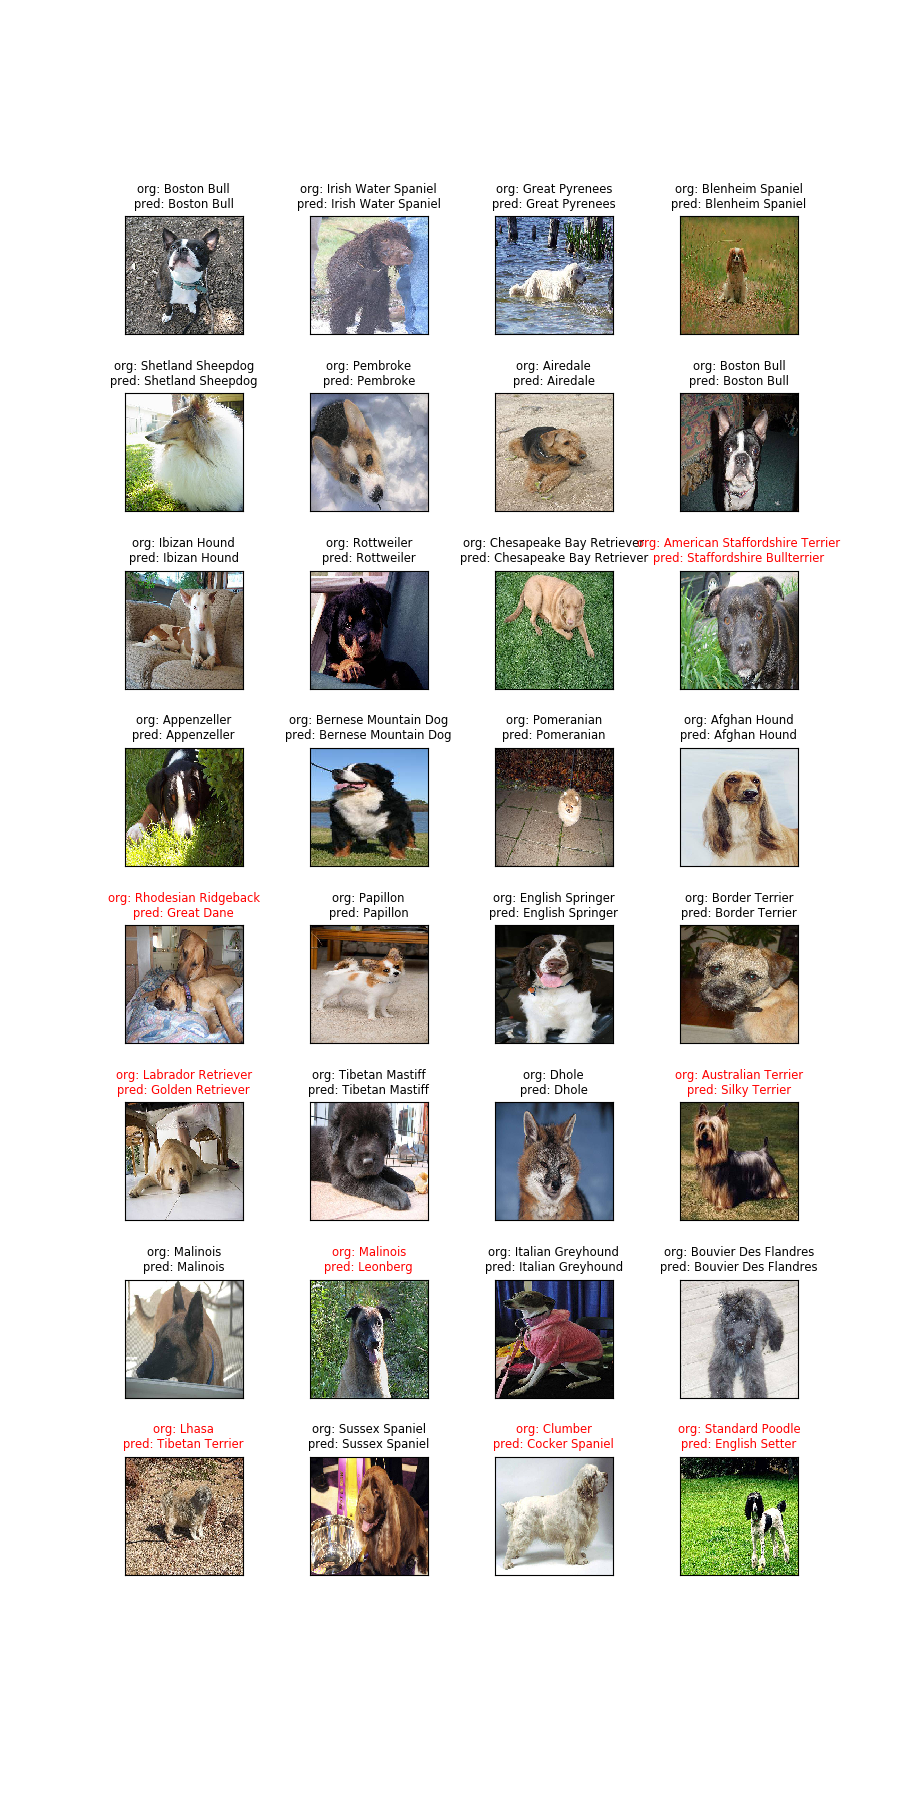 org: Boston Bull
pred: Boston Bull
org: Irish Water Spaniel
pred: Irish Water Spaniel
org: Great Pyrenees
pred: Great Pyrenees
org: Blenheim Spaniel
pred: Blenheim Spaniel
org: Shetland Sheepdog
pred: Shetland Sheepdog
org: Pembroke
pred: Pembroke
org: Airedale
pred: Airedale
org: Boston Bull
pred: Boston Bull
org: Ibizan Hound
pred: Ibizan Hound
org: Rottweiler
pred: Rottweiler
org: Chesapeake Bay Retriever
pred: Chesapeake Bay Retriever
org: American Staffordshire Terrier
pred: Staffordshire Bullterrier
org: Appenzeller
pred: Appenzeller
org: Bernese Mountain Dog
pred: Bernese Mountain Dog
org: Pomeranian
pred: Pomeranian
org: Afghan Hound
pred: Afghan Hound
org: Rhodesian Ridgeback
pred: Great Dane
org: Papillon
pred: Papillon
org: English Springer
pred: English Springer
org: Border Terrier
pred: Border Terrier
org: Labrador Retriever
pred: Golden Retriever
org: Tibetan Mastiff
pred: Tibetan Mastiff
org: Dhole
pred: Dhole
org: Australian Terrier
pred: Silky Terrier
org: Malinois
pred: Malinois
org: Malinois
pred: Leonberg
org: Italian Greyhound
pred: Italian Greyhound
org: Bouvier Des Flandres
pred: Bouvier Des Flandres
org: Lhasa
pred: Tibetan Terrier
org: Sussex Spaniel
pred: Sussex Spaniel
org: Clumber
pred: Cocker Spaniel
org: Standard Poodle
pred: English Setter